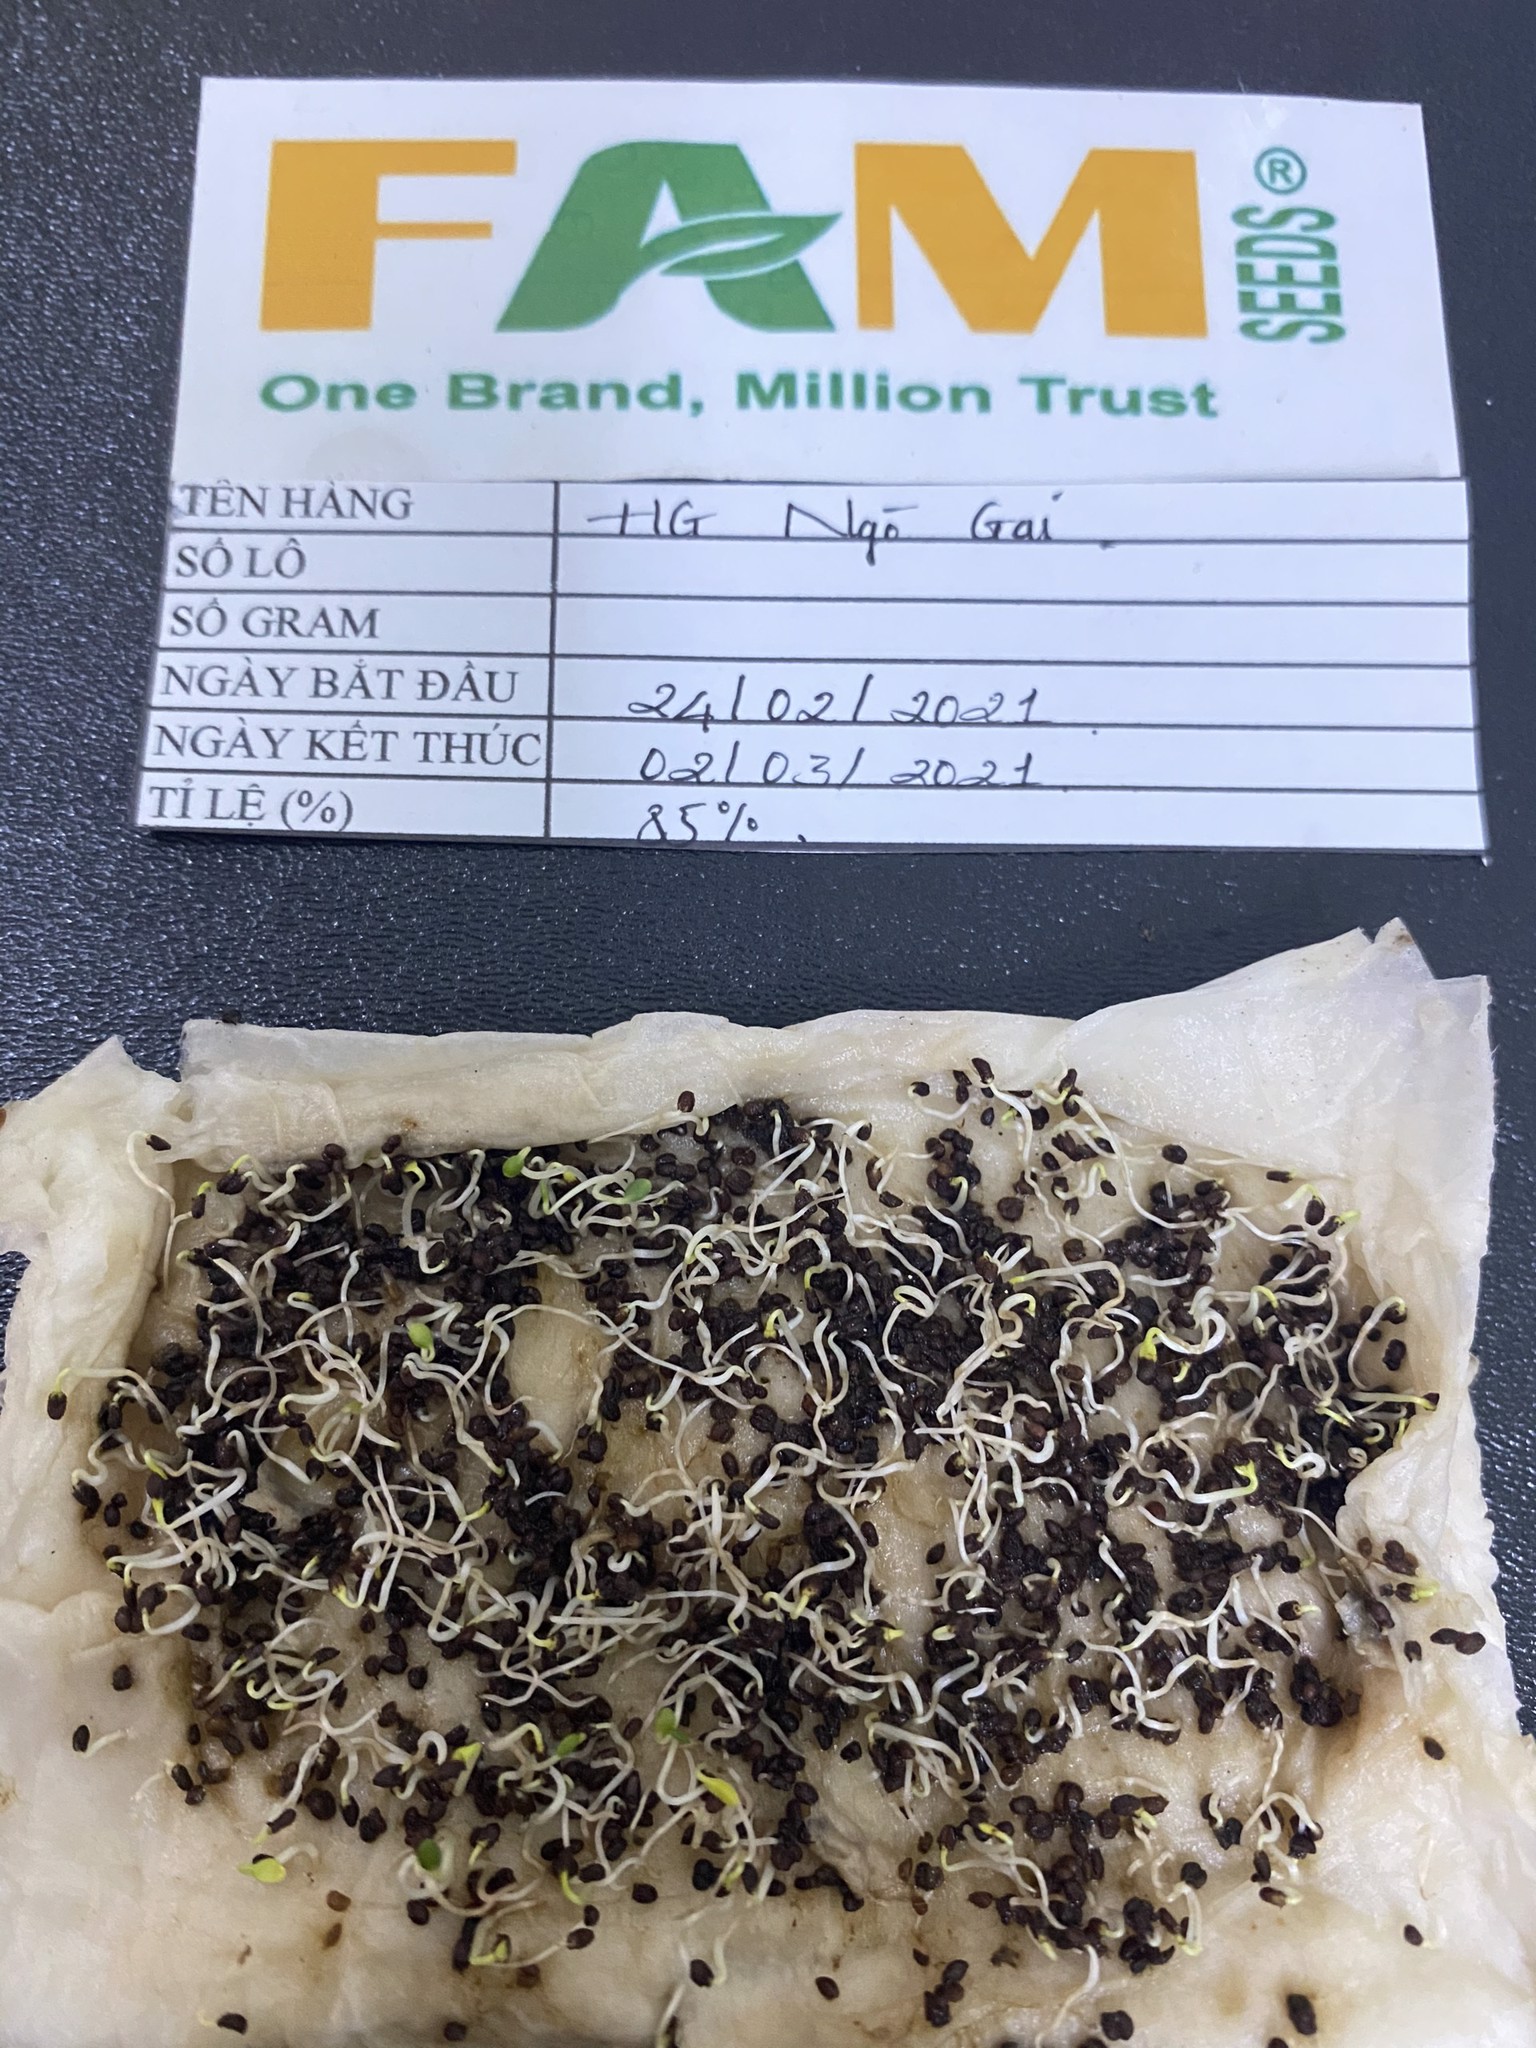 FAM SEEDS®
One Brand, Million Trust
TÊN HÀNG HG Ngò Gai
SỐ LÔ
SỐ GRAM
NGÀY BẮT ĐẦU 24/02/2021
NGÀY KẾT THÚC 02/03/2021
TỈ LỆ (%) 85%.